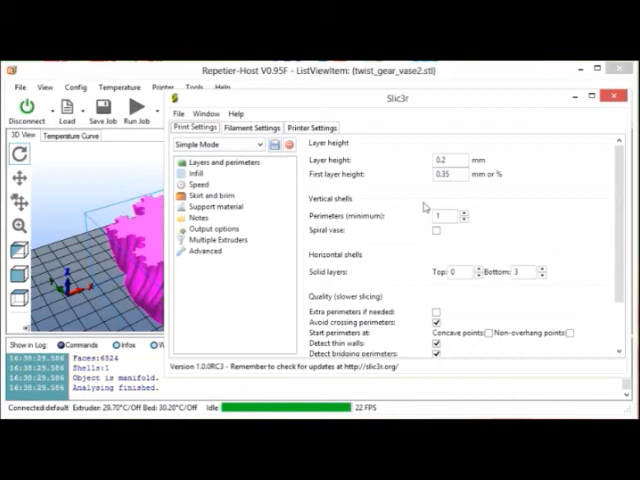 Repetier-Host V0.95F - ListViewItem: {twist_gear_vase2.stl}
File View Config Temperature Printer Tools
Disconnect Load Save Job Run Job
3D View Temperature Curve
Slic3r
File Window Help
Print Settings Filament Settings Printer Settings
Simple Mode
Layers and perimeters
Infill
Speed
Skirt and brim
Support material
Notes
Output options
Multiple Extruders
Advanced
Layer height
Layer height: 0.2 mm
First layer height: 0.35 mm or %
Vertical shells
Perimeters (minimum): 1
Spiral vase:
Horizontal shells
Solid layers: Top: 0 Bottom: 3
Quality (slower slicing)
Extra perimeters if needed:
Avoid crossing perimeters:
Start perimeters at: Concave points: Non-overhang points:
Detect thin walls:
Detect bridging perimeters:
Version 1.0.0RC3 - Remember to check for updates at http://slic3r.org/
Show in Log: Commands Infos W
16:38:29.586 Faces:6524
16:38:29.586 Shells:1
16:38:29.586 Object is manifold.
16:38:29.586 Analysing finished.
Connected:default Extruder: 29.70°C/Off Bed: 30.20°C/Off Idle 22 FPS